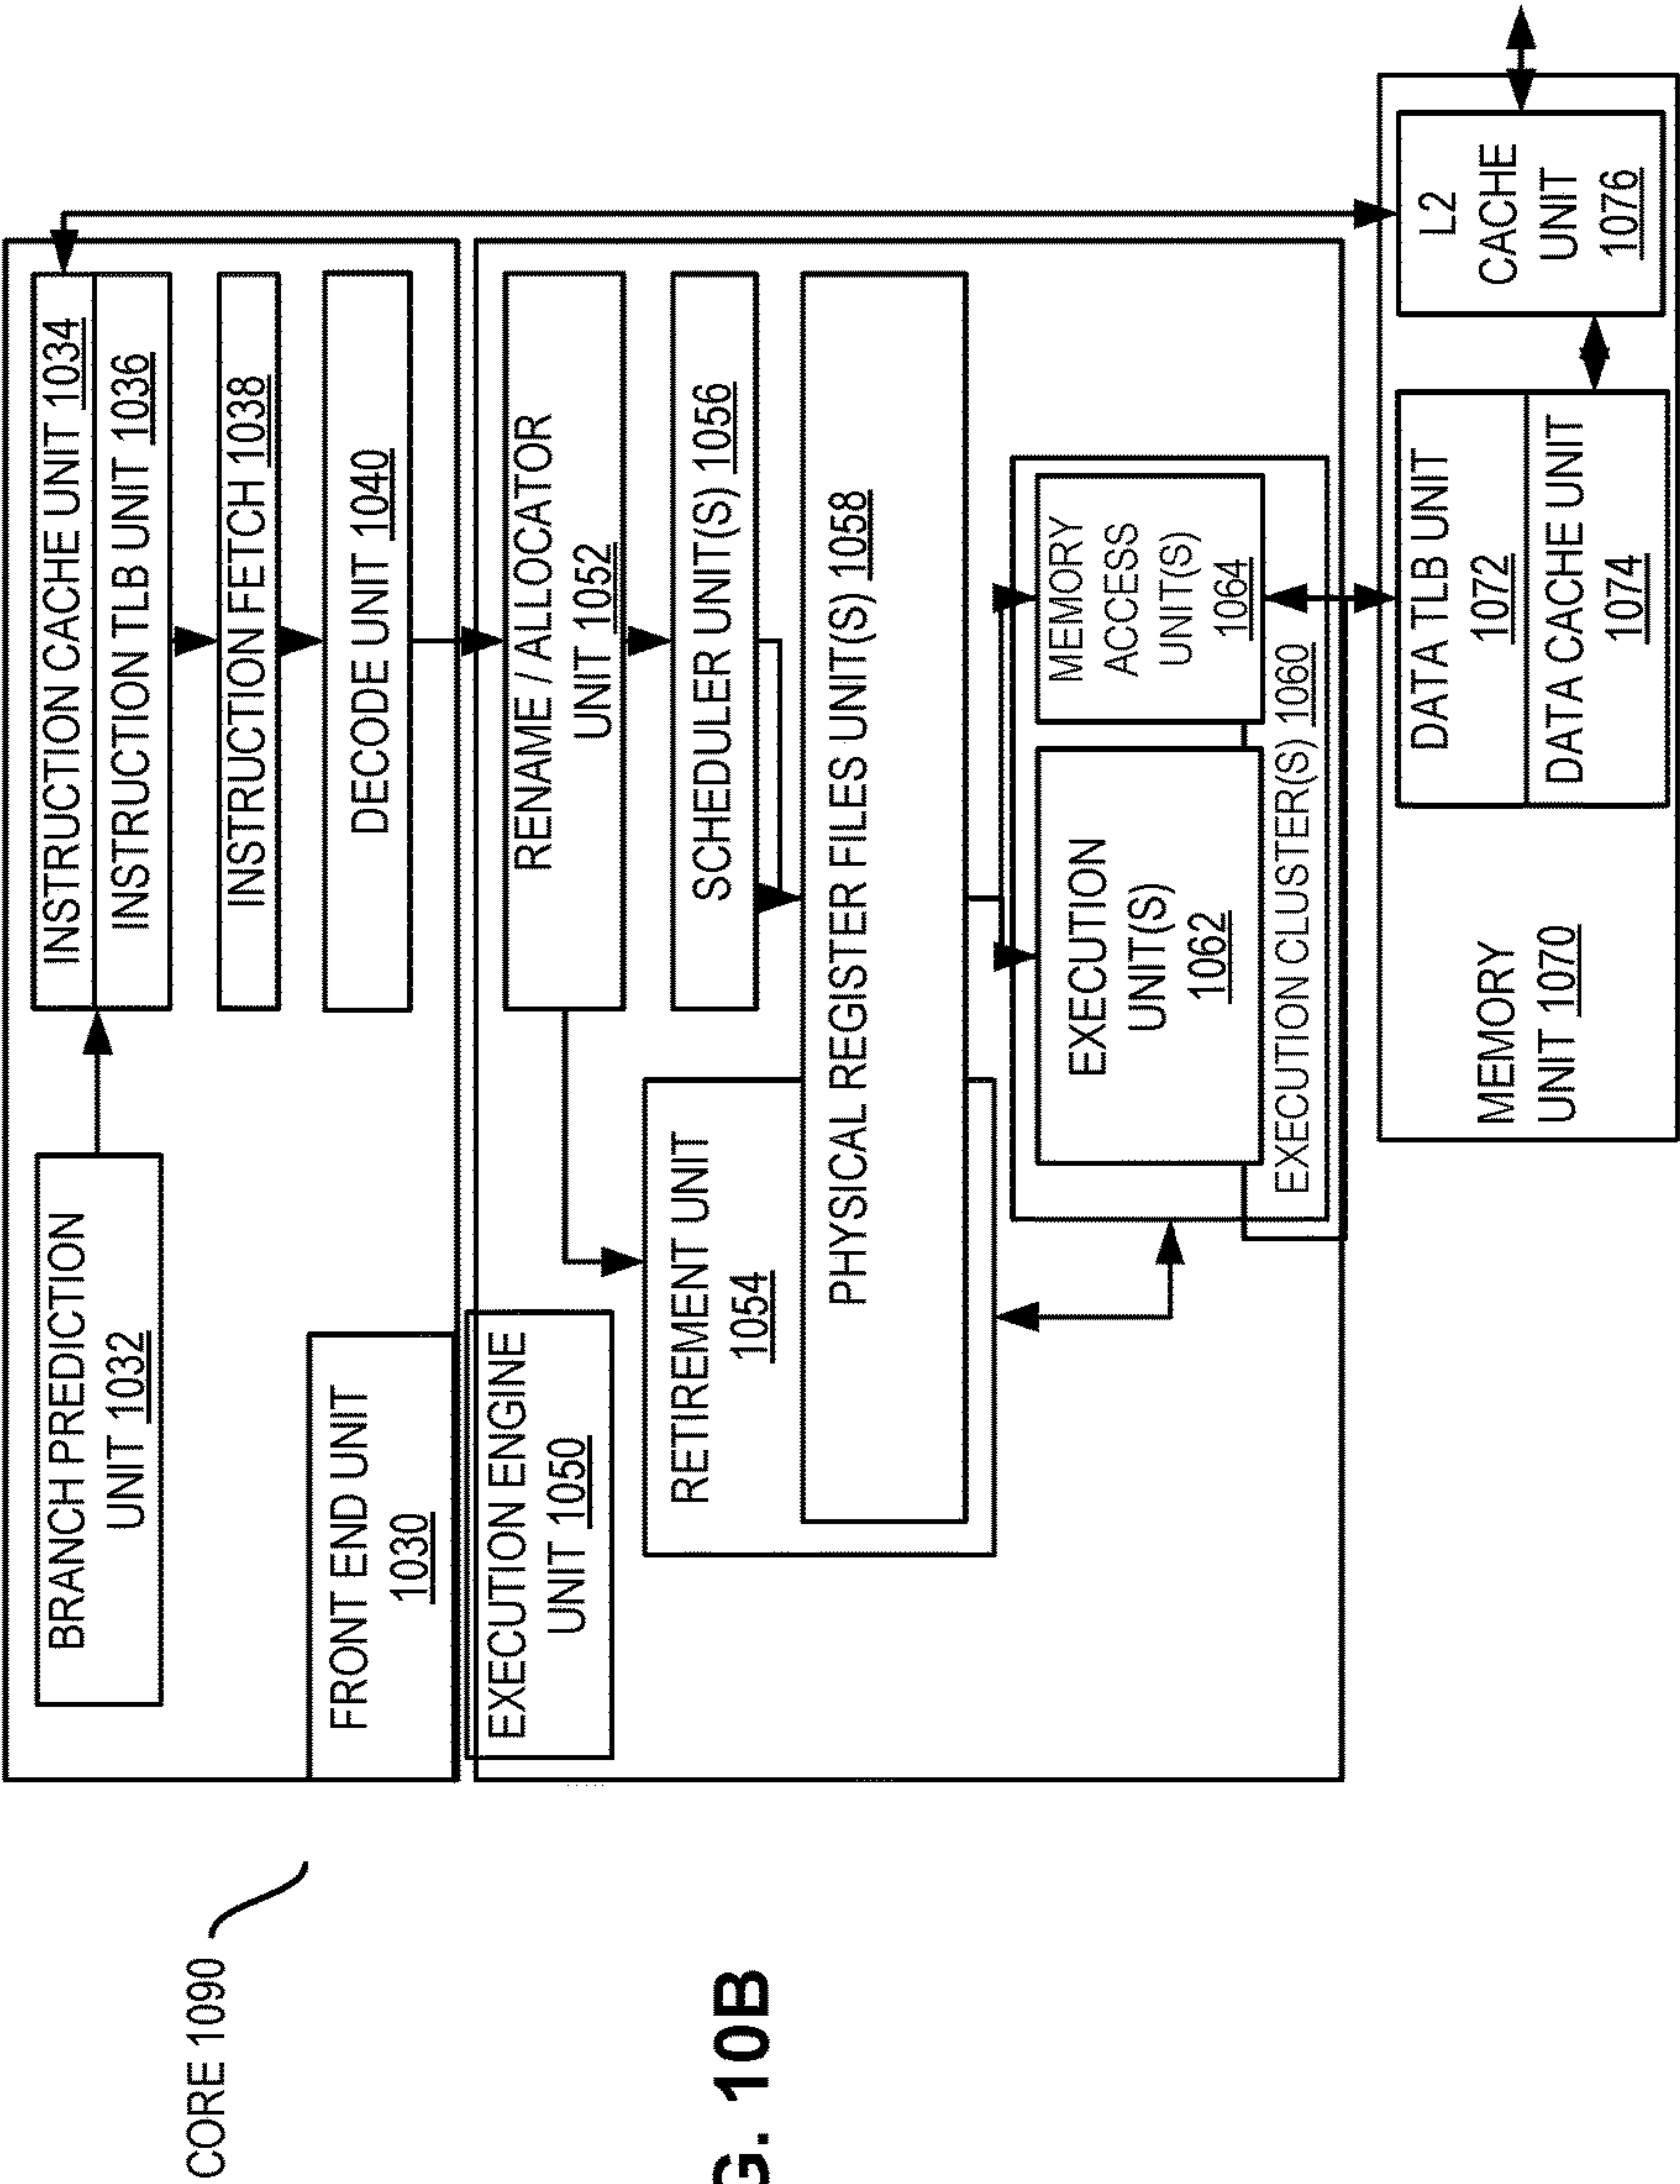 BRANCH PREDICTION
UNIT 1032
INSTRUCTION CACHE UNIT 1034
INSTRUCTION TLB UNIT 1036
INSTRUCTION FETCH 1038
DECODE UNIT 1040
FRONT END UNIT
1030
EXECUTION ENGINE
UNIT 1050
RENAME / ALLOCATOR
UNIT 1052
RETIREMENT UNIT
1054
SCHEDULER UNIT(S) 1056
PHYSICAL REGISTER FILES UNIT(S) 1058
EXECUTION
UNIT(S)
1062
MEMORY
ACCESS
UNIT(S)
1064
EXECUTION CLUSTER(S) 1060
MEMORY
UNIT 1070
DATA TLB UNIT
1072
DATA CACHE UNIT
1074
L2
CACHE
UNIT
1076
CORE 1090
G. 10B